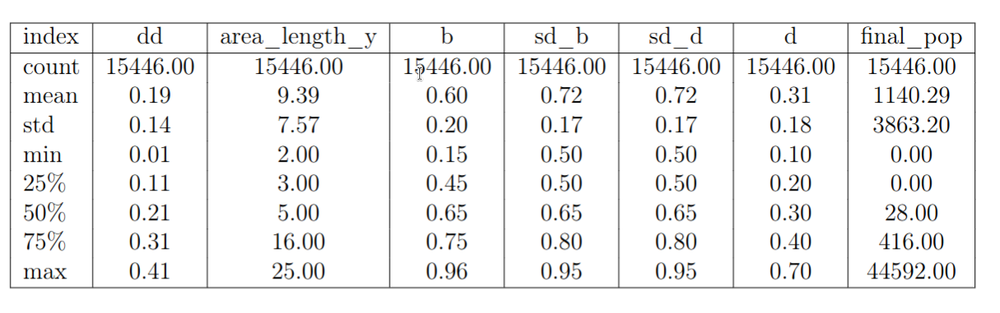 index dd area_length_y b sd_b sd_d d final_pop
count 15446.00 15446.00 15446.00 15446.00 15446.00 15446.00 15446.00
mean 0.19 9.39 0.60 0.72 0.72 0.31 1140.29
std 0.14 7.57 0.20 0.17 0.17 0.18 3863.20
min 0.01 2.00 0.15 0.50 0.50 0.10 0.00
25% 0.11 3.00 0.45 0.50 0.50 0.20 0.00
50% 0.21 5.00 0.65 0.65 0.65 0.30 28.00
75% 0.31 16.00 0.75 0.80 0.80 0.40 416.00
max 0.41 25.00 0.96 0.95 0.95 0.70 44592.00